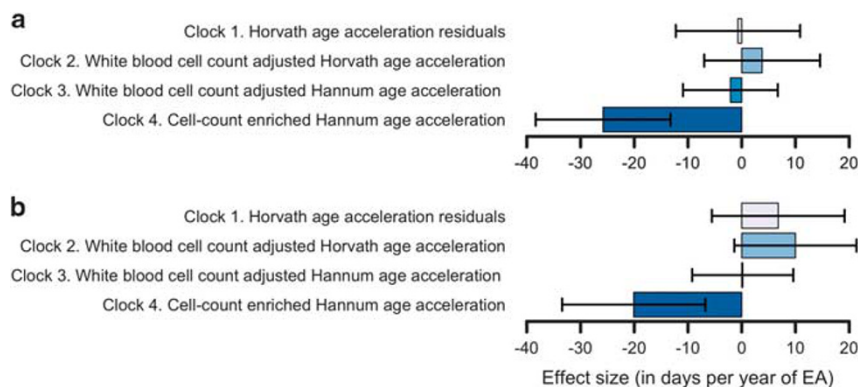 a
Clock 1. Horvath age acceleration residuals
Clock 2. White blood cell count adjusted Horvath age acceleration
Clock 3. White blood cell count adjusted Hannum age acceleration
Clock 4. Cell-count enriched Hannum age acceleration
-40 -30 -20 -10 0 10 20
b
Clock 1. Horvath age acceleration residuals
Clock 2. White blood cell count adjusted Horvath age acceleration
Clock 3. White blood cell count adjusted Hannum age acceleration
Clock 4. Cell-count enriched Hannum age acceleration
-40 -30 -20 -10 0 10 20
Effect size (in days per year of EA)